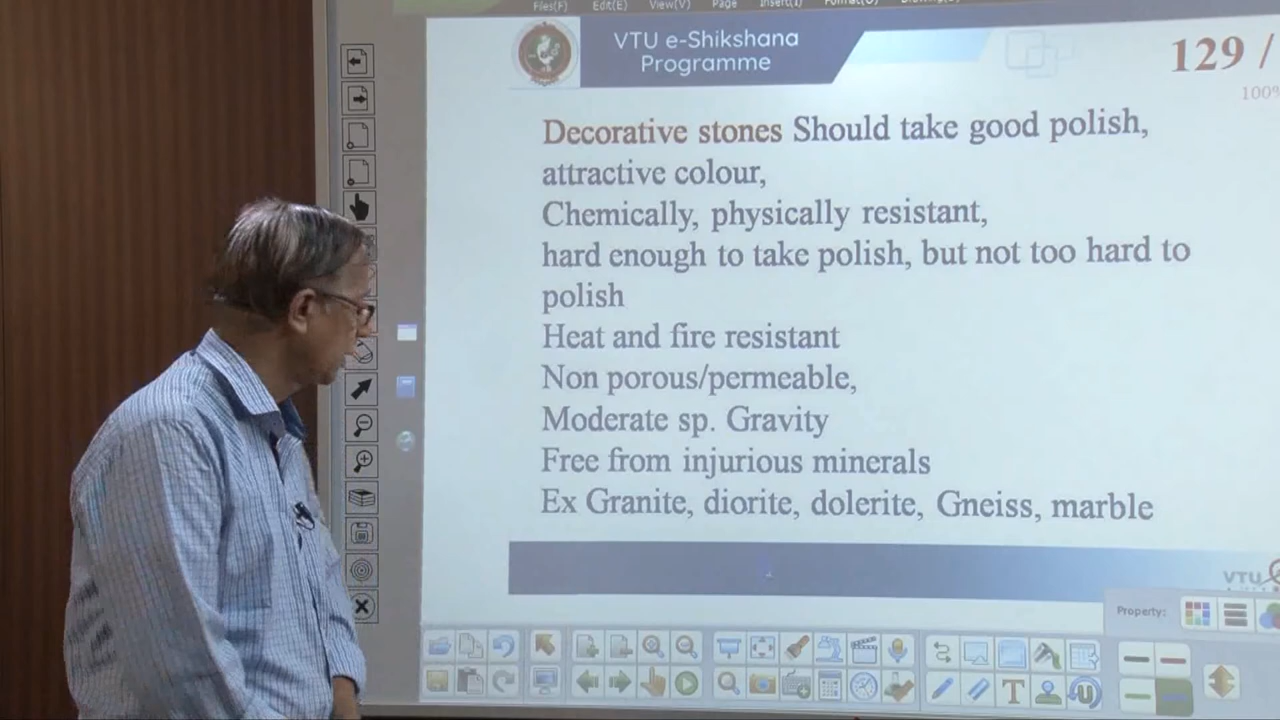 Files(F) Edit(E) View(V) Page Insert(I) Format(O)
VTU e-Shikshana
Programme
129 /
100%
Decorative stones Should take good polish,
attractive colour,
Chemically, physically resistant,
hard enough to take polish, but not too hard to
polish
Heat and fire resistant
Non porous/permeable,
Moderate sp. Gravity
Free from injurious minerals
Ex Granite, diorite, dolerite, Gneiss, marble
VTU
Property: